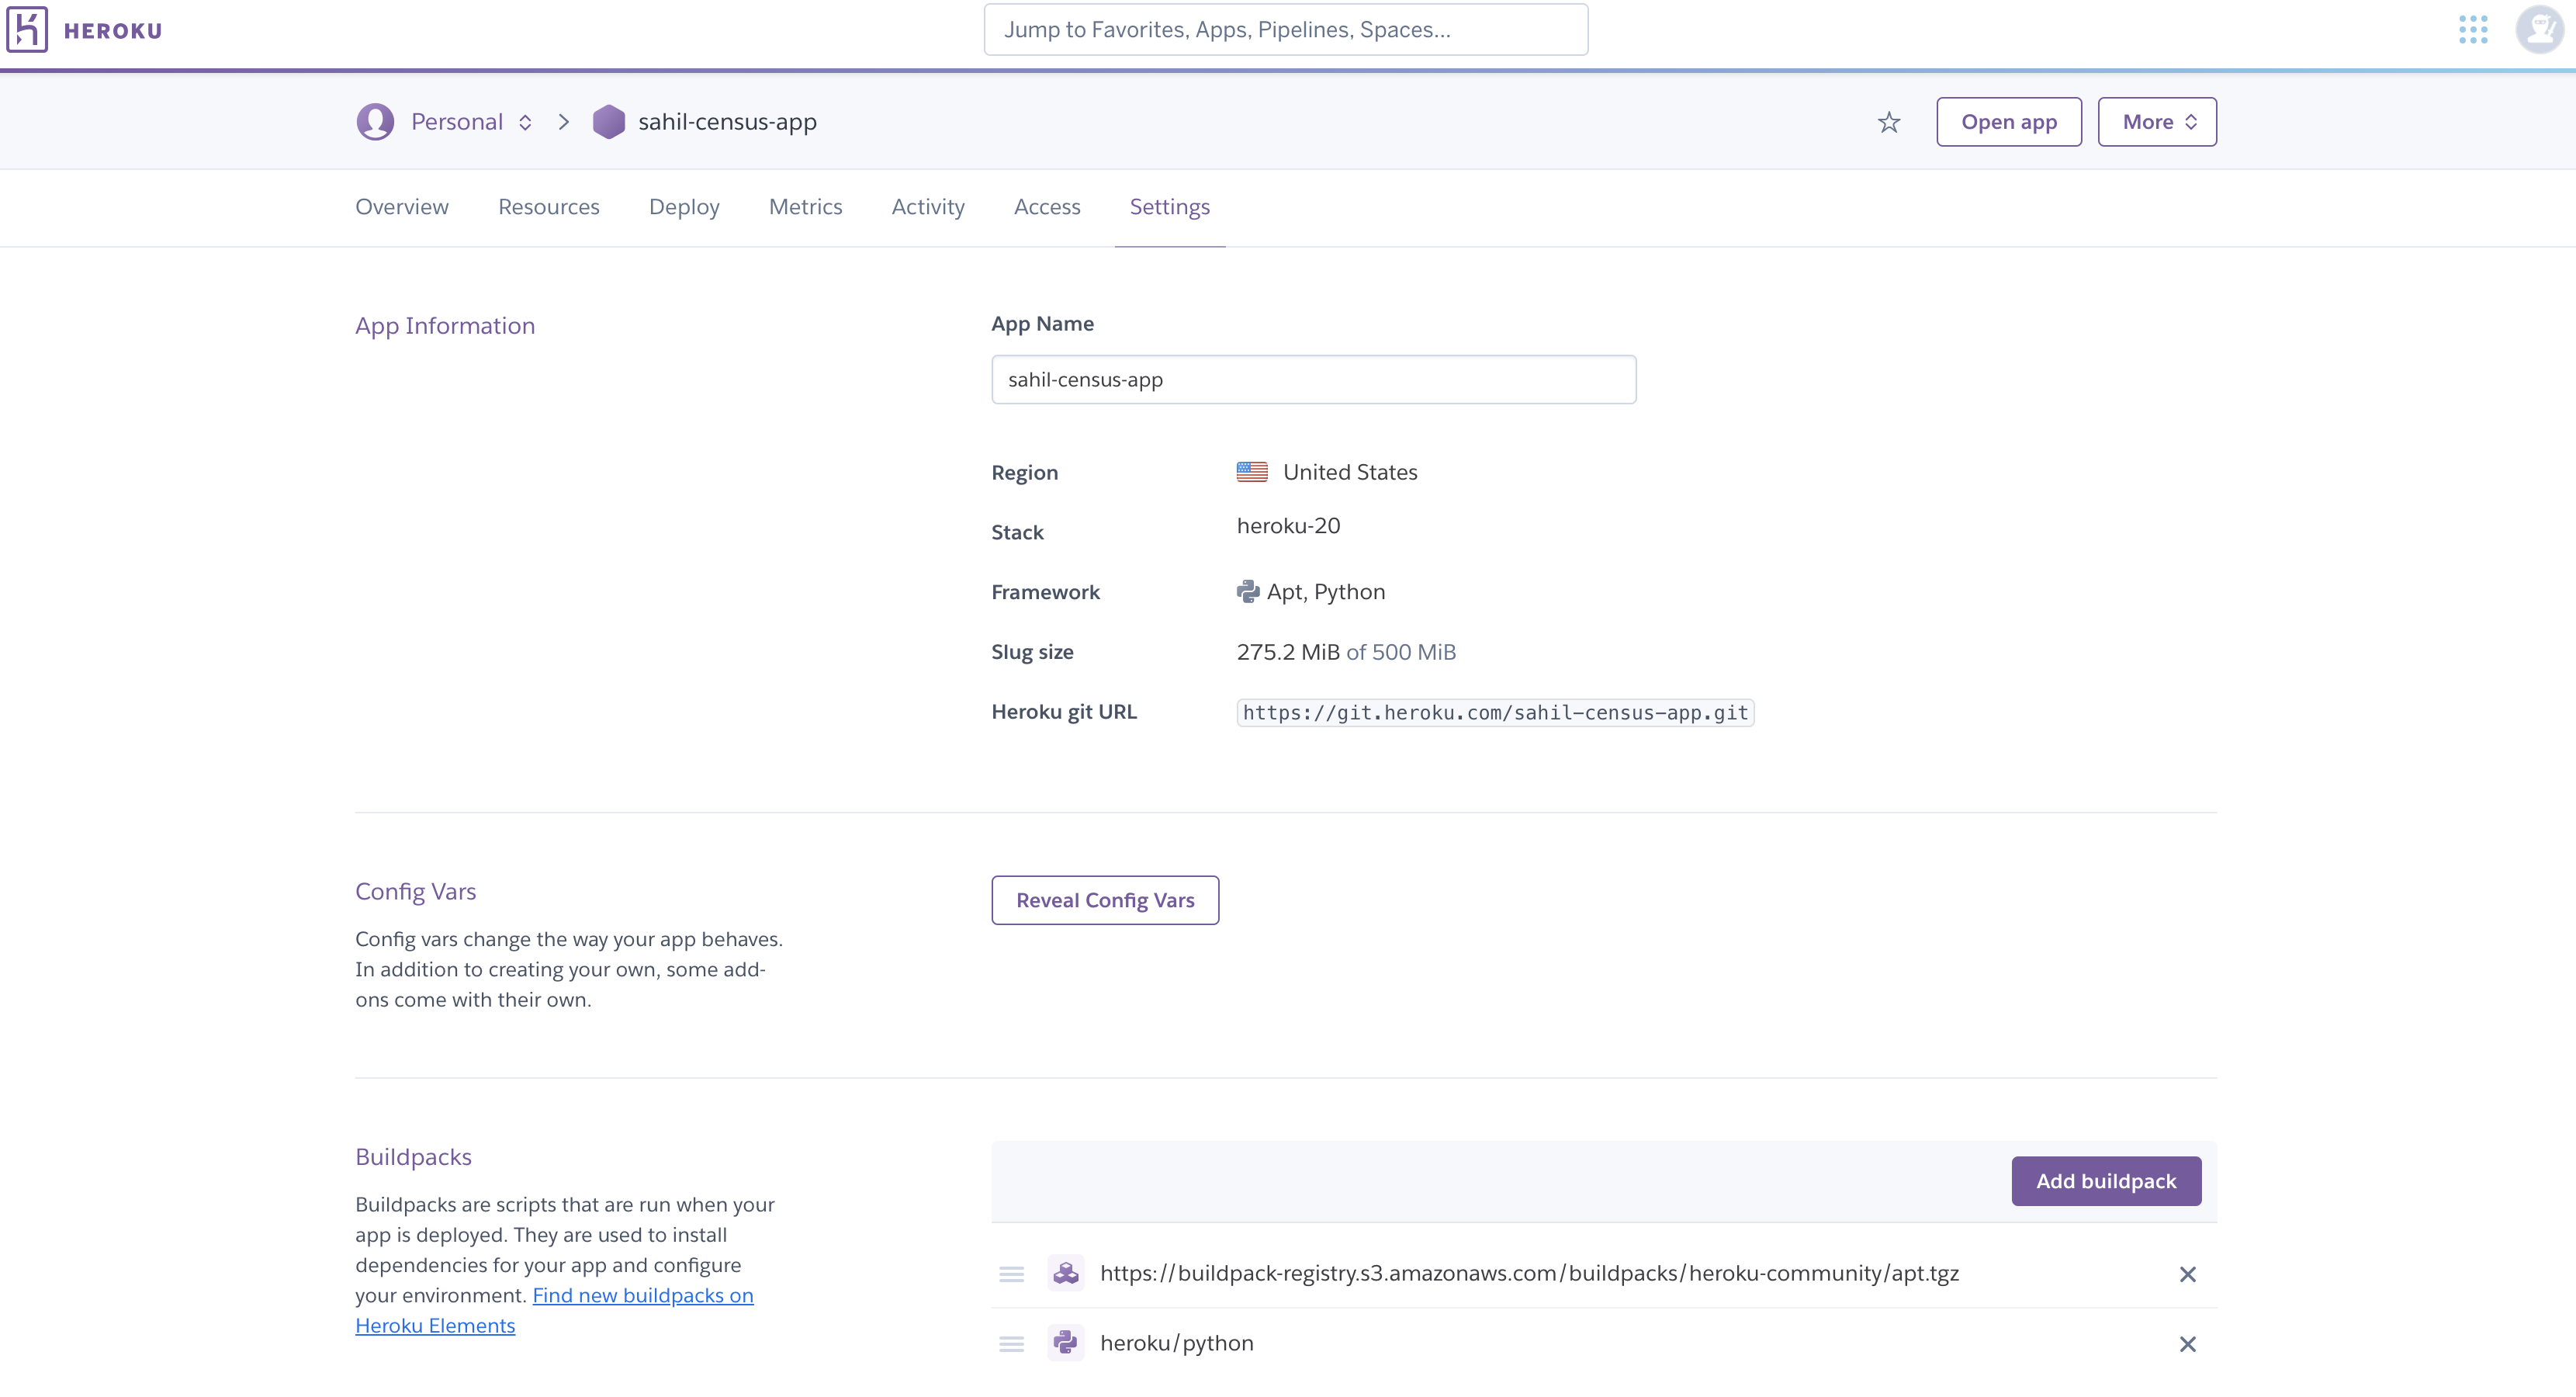 HEROKU
Jump to Favorites, Apps, Pipelines, Spaces...
Personal
sahil-census-app
Open app
More
Overview
Resources
Deploy
Metrics
Activity
Access
Settings
App Information
App Name
sahil-census-app
Region
United States
Stack
heroku-20
Framework
Apt, Python
Slug size
275.2 MiB of 500 MiB
Heroku git URL
https://git.heroku.com/sahil-census-app.git
Config Vars
Config vars change the way your app behaves.
In addition to creating your own, some add-
ons come with their own.
Reveal Config Vars
Buildpacks
Buildpacks are scripts that are run when your
app is deployed. They are used to install
dependencies for your app and configure
your environment. Find new buildpacks on
Heroku Elements
Add buildpack
https://buildpack-registry.s3.amazonaws.com/buildpacks/heroku-community/apt.tgz
heroku/python